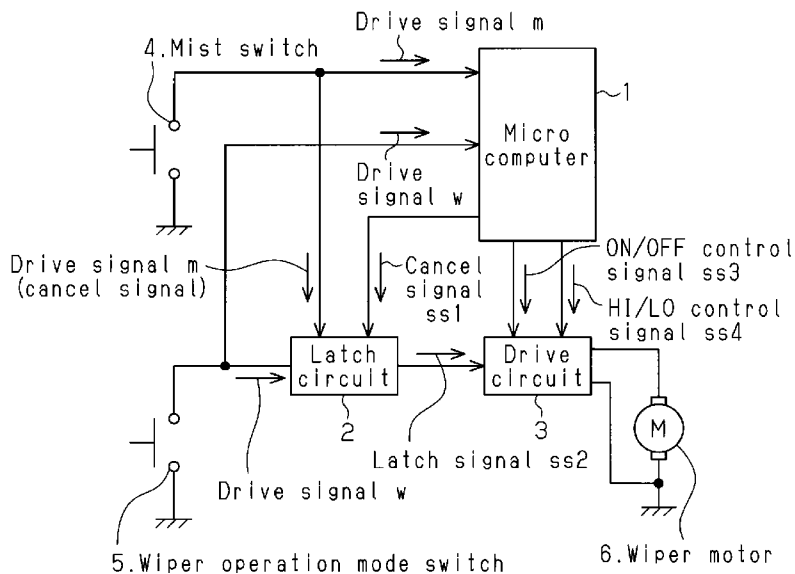 Drive signal m
4.Mist switch
1
Micro
computer
Drive
signal w
Drive signal m
(cancel signal)
Cancel
signal
ss1
ON/OFF control
signal ss3
HI/LO control
signal ss4
Latch
circuit
Drive
circuit
2
3
M
Latch signal ss2
Drive signal w
5.Wiper operation mode switch
6.Wiper motor